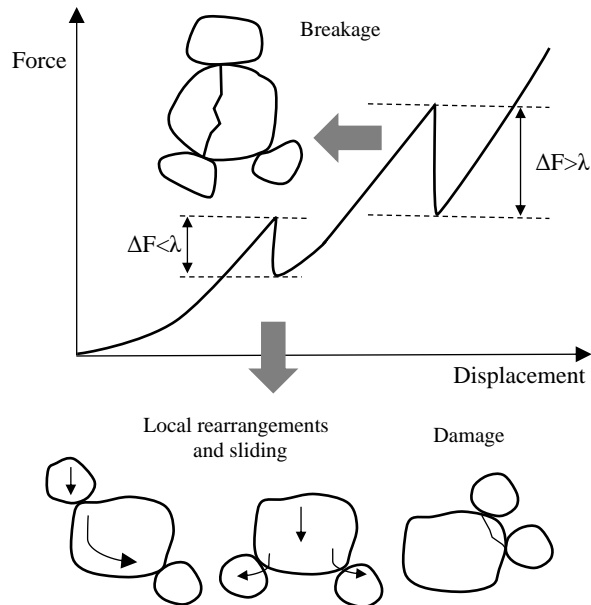 Breakage
Force
ΔF>λ
ΔF<λ
Displacement
Local rearrangements
and sliding
Damage